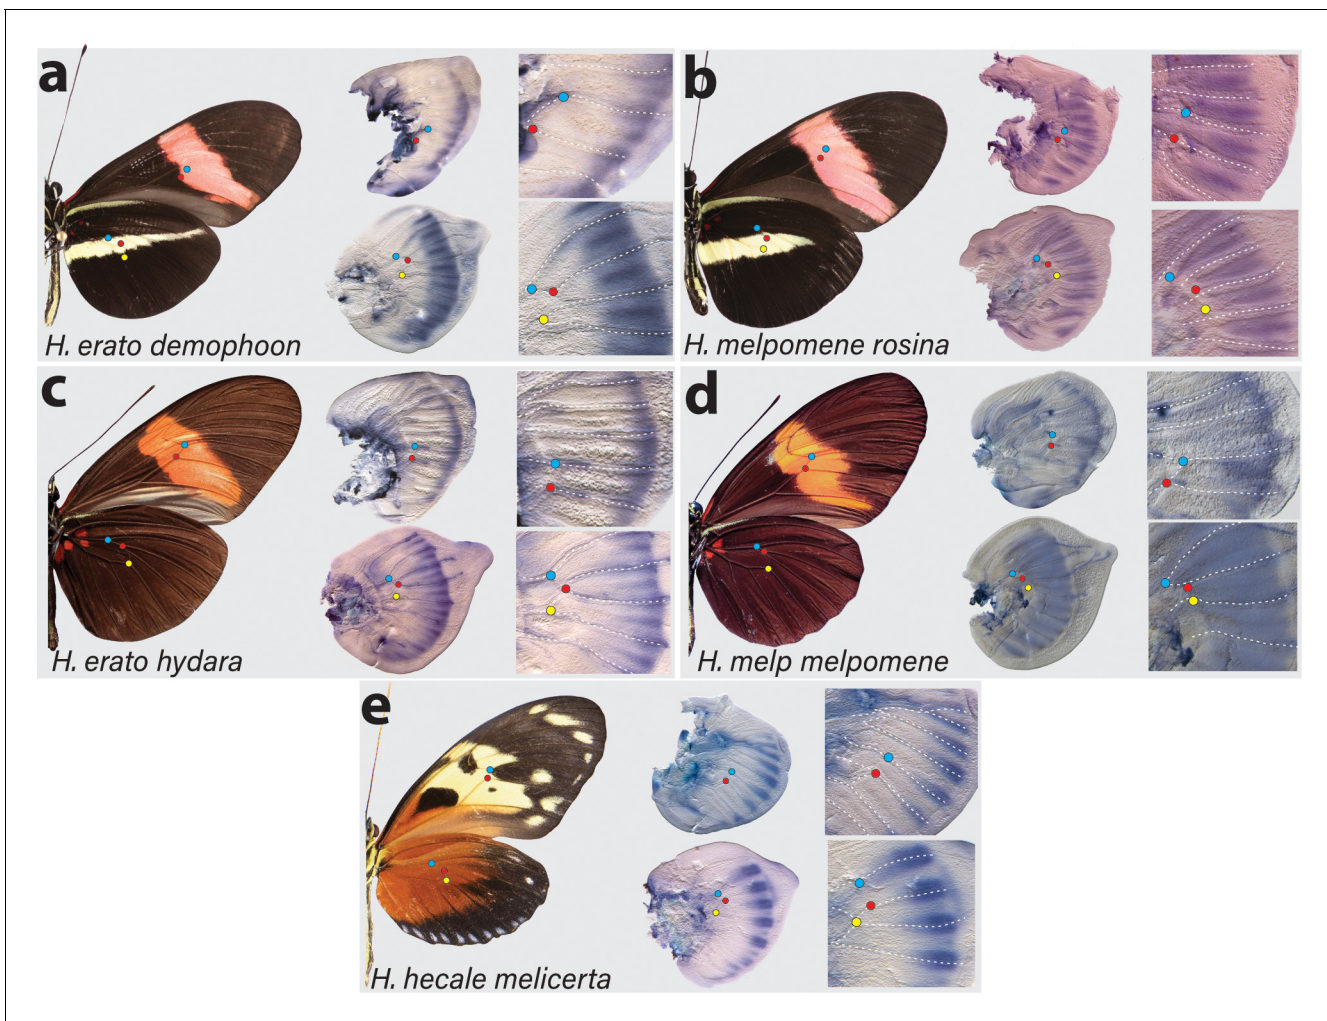 a
b
H. erato demophoon
H. melpomene rosina
c
d
H. erato hydara
H. melp melpomene
e
H. hecale melicerta